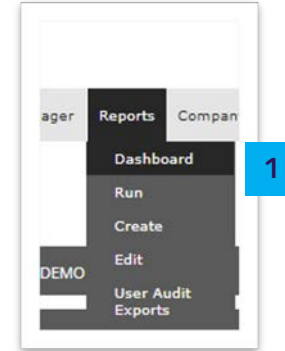 ager Reports Compan
Dashboard
1
Run
Create
Edit
DEMO
User Audit
Exports